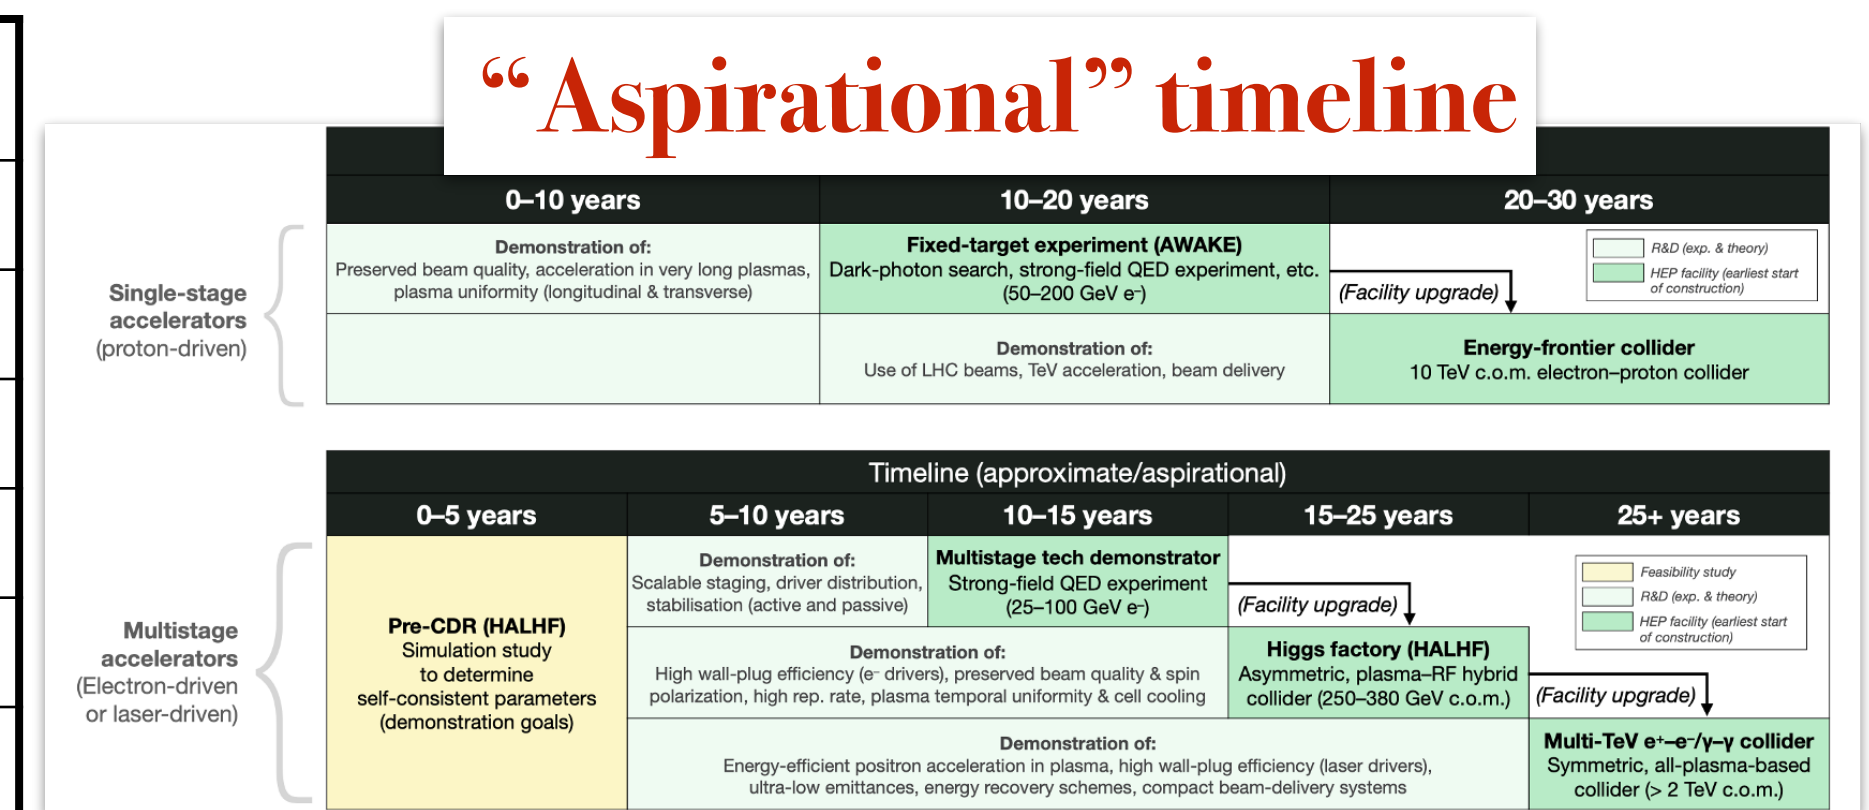 “Aspirational” timeline
0–10 years
10–20 years
20–30 years
Single-stage
accelerators
(proton-driven)
Demonstration of:
Preserved beam quality, acceleration in very long plasmas,
plasma uniformity (longitudinal & transverse)
Fixed-target experiment (AWAKE)
Dark-photon search, strong-field QED experiment, etc.
(50–200 GeV e⁻)
(Facility upgrade)
R&D (exp. & theory)
HEP facility (earliest start
of construction)
Demonstration of:
Use of LHC beams, TeV acceleration, beam delivery
Energy-frontier collider
10 TeV c.o.m. electron–proton collider
Timeline (approximate/aspirational)
0–5 years
5–10 years
10–15 years
15–25 years
25+ years
Multistage
accelerators
(Electron-driven
or laser-driven)
Pre-CDR (HALHF)
Simulation study
to determine
self-consistent parameters
(demonstration goals)
Demonstration of:
Scalable staging, driver distribution,
stabilisation (active and passive)
Multistage tech demonstrator
Strong-field QED experiment
(25–100 GeV e⁻)
(Facility upgrade)
Feasibility study
R&D (exp. & theory)
HEP facility (earliest start
of construction)
Demonstration of:
High wall-plug efficiency (e⁻ drivers), preserved beam quality & spin
polarization, high rep. rate, plasma temporal uniformity & cell cooling
Higgs factory (HALHF)
Asymmetric, plasma–RF hybrid
collider (250–380 GeV c.o.m.)
(Facility upgrade)
Demonstration of:
Energy-efficient positron acceleration in plasma, high wall-plug efficiency (laser drivers),
ultra-low emittances, energy recovery schemes, compact beam-delivery systems
Multi-TeV e⁺–e⁻/γ–γ collider
Symmetric, all-plasma-based
collider (> 2 TeV c.o.m.)